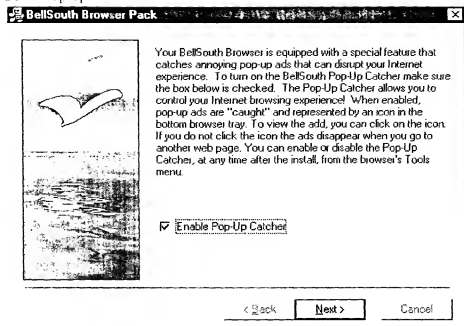 BellSouth Browser Pack
Your BellSouth Browser is equipped with a special feature that
catches annoying pop-up ads that can disrupt your Internet
experience. To turn on the BellSouth Pop-Up Catcher make sure
the box below is checked. The Pop-Up Catcher allows you to
control your Internet browsing experience! When enabled,
pop-up ads are "caught" and represented by an icon in the
bottom browser tray. To view the add, you can click on the icon.
If you do not click the icon the ads disappear when you go to
another web page. You can enable or disable the Pop-Up
Catcher, at any time after the install, from the browser's Tools
menu.
Enable Pop-Up Catcher
< Back Next > Cancel